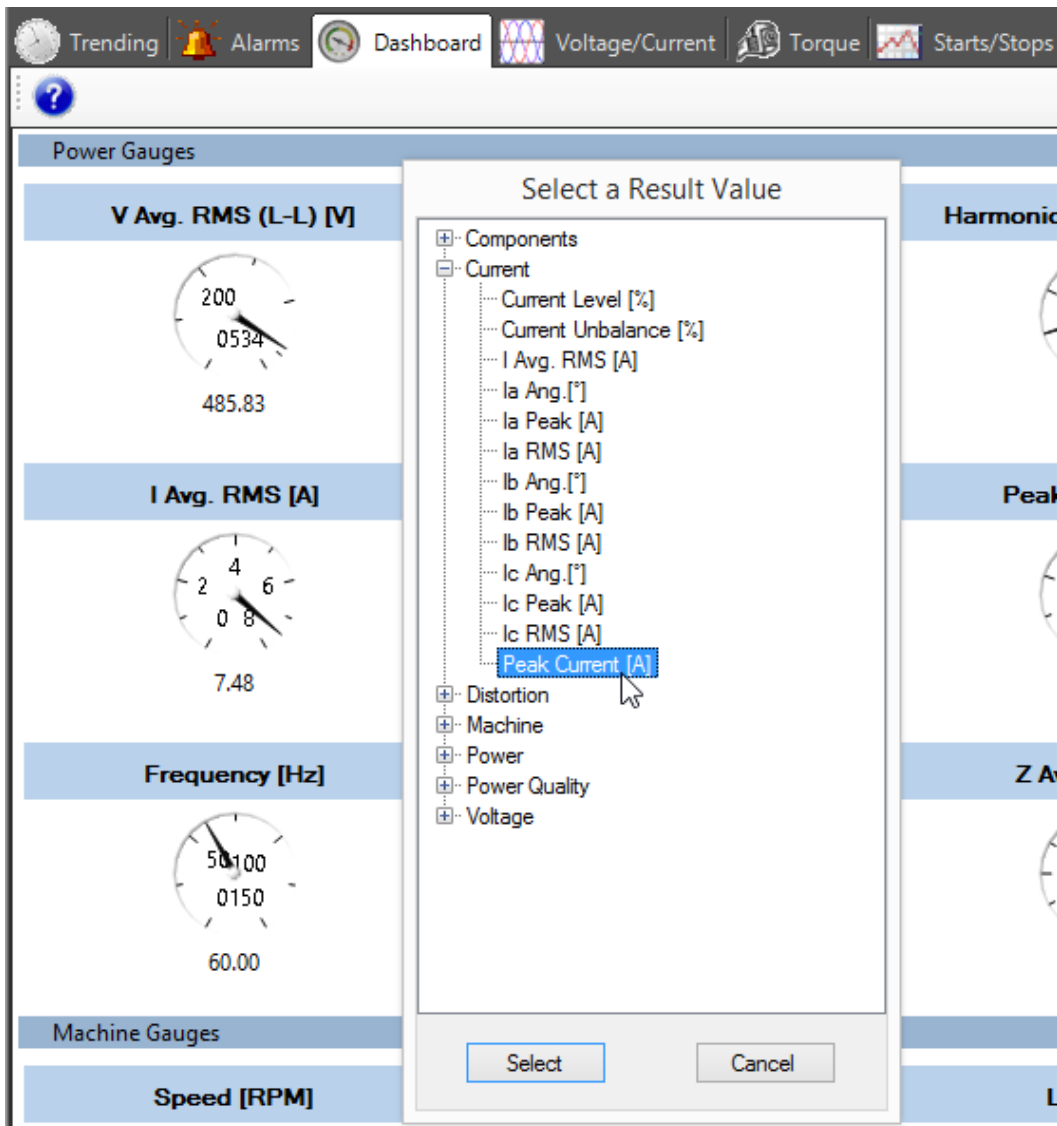 Trending Alarms Dashboard Voltage/Current Torque Starts/Stops
?
Power Gauges
Select a Result Value
V Avg. RMS (L-L) [V]
200
0534
485.83
I Avg. RMS [A]
2 4 6
0 8
7.48
Frequency [Hz]
50 100
0150
60.00
Machine Gauges
Speed [RPM]
Components
Current
Current Level [%]
Current Unbalance [%]
I Avg. RMS [A]
Ia Ang.[°]
Ia Peak [A]
Ia RMS [A]
Ib Ang.[°]
Ib Peak [A]
Ib RMS [A]
Ic Ang.[°]
Ic Peak [A]
Ic RMS [A]
Peak Current [A]
Distortion
Machine
Power
Power Quality
Voltage
Select Cancel
Harmonic
Peak
Z A
L